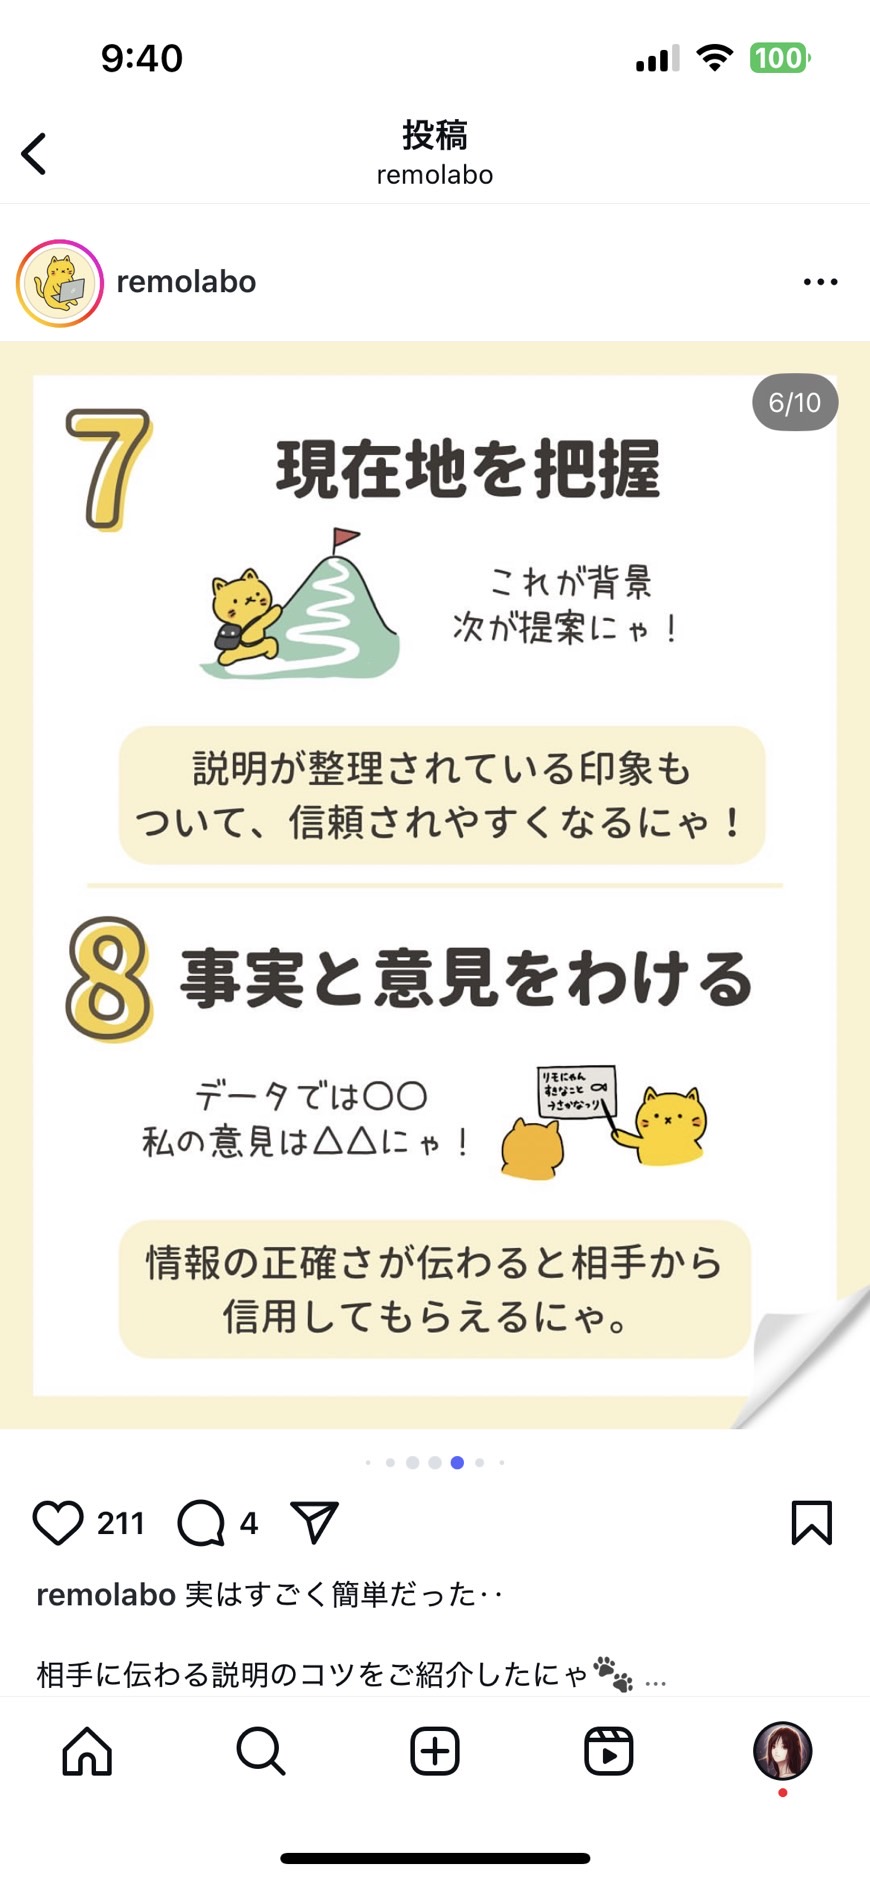 9:40
100
投稿
remolabo
remolabo
6/10
7
現在地を把握
これが背景
次が提案にゃ！
説明が整理されている印象も
ついて、信頼されやすくなるにゃ！
8
事実と意見をわける
データでは〇〇
私の意見は△△にゃ！
リモにゃん
すきなこと
→さかなつり
情報の正確さが伝わると相手から
信用してもらえるにゃ。
211
4
remolabo 実はすごく簡単だった‥
相手に伝わる説明のコツをご紹介したにゃ🐾 ...